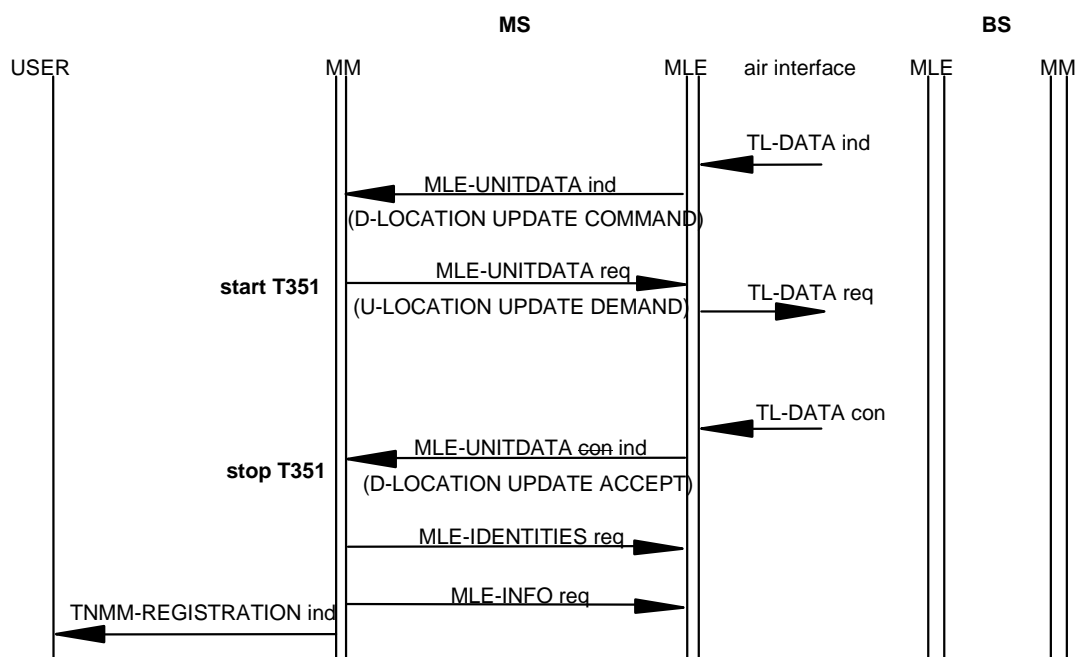 MS BS
USER MM MLE air interface MLE MM
TL-DATA ind
MLE-UNITDATA ind
(D-LOCATION UPDATE COMMAND)
MLE-UNITDATA req
start T351
TL-DATA req
(U-LOCATION UPDATE DEMAND)
TL-DATA con
MLE-UNITDATA con ind
stop T351
(D-LOCATION UPDATE ACCEPT)
MLE-IDENTITIES req
MLE-INFO req
TNMM-REGISTRATION ind